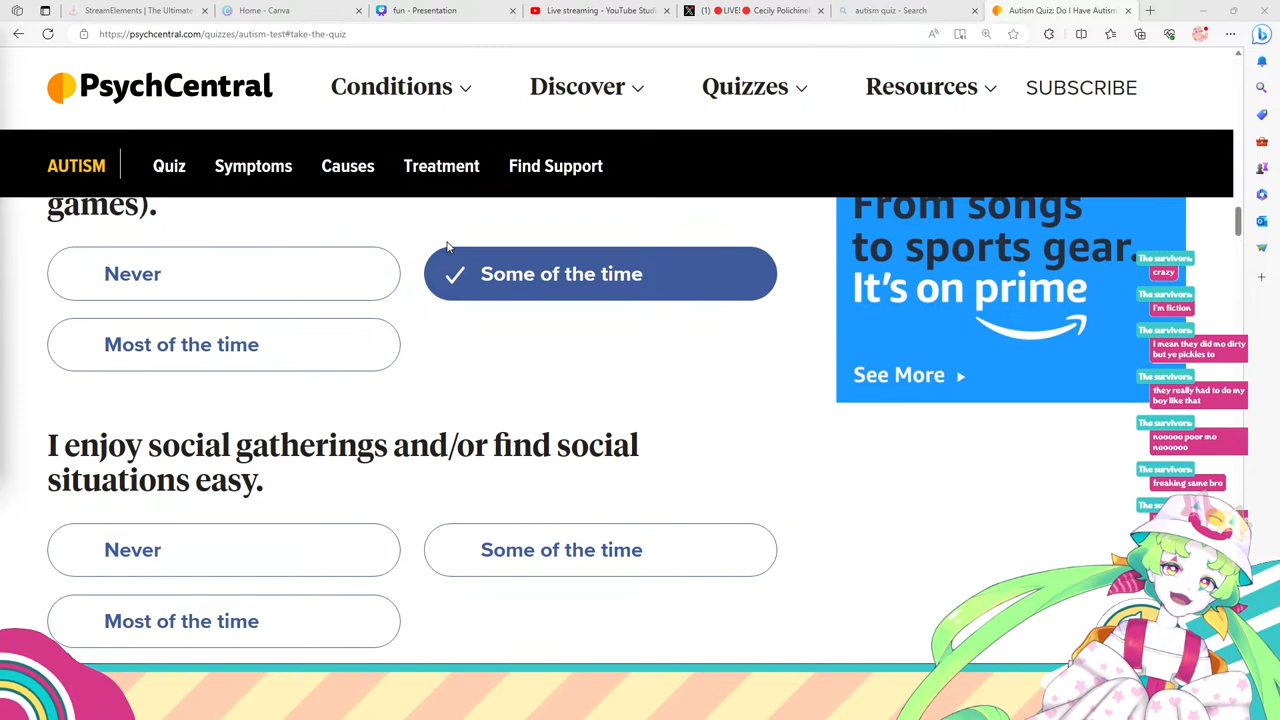 StreamElements | The Ultimate
Home - Canva
fun - Presentation
Live streaming - YouTube Stud
(1) 🔴LIVE!🔴 Cecily Polichinel
autism quiz - Search
Autism Quiz: Do I Have Autism
https://psychcentral.com/quizzes/autism-test#take-the-quiz
PsychCentral
Conditions
Discover
Quizzes
Resources
SUBSCRIBE
AUTISM
Quiz
Symptoms
Causes
Treatment
Find Support
games).
Never
Some of the time
Most of the time
I enjoy social gatherings and/or find social
situations easy.
Never
Some of the time
Most of the time
From songs
to sports gear.
It's on prime
See More
The survivors:
crazy
The survivors:
I'm fiction
The survivors:
I mean they did mo dirty
but ye pickles to
The survivors:
they really had to do my
boy like that
The survivors:
nooooo poor mo
noooooo
The survivors:
freaking same bro